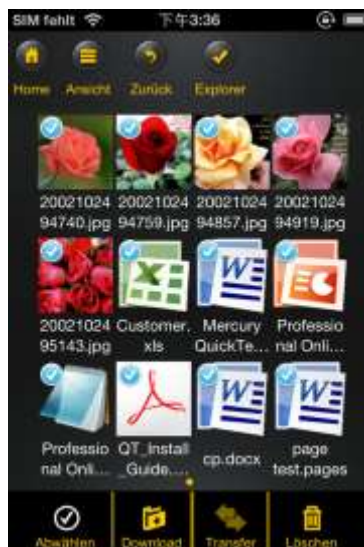 SIM fehlt 下午3:36
Home Ansicht Zurück Explorer
20021024 20021024 20021024 20021024
94740.jpg 94759.jpg 94857.jpg 94919.jpg
20021024 Customer. Mercury Professio
95143.jpg xls QuickTe... nal Onli...
Professio QT_Install cp.docx page
nal Onli... _Guide.... test.pages
Abwählen Download Transfer Löschen